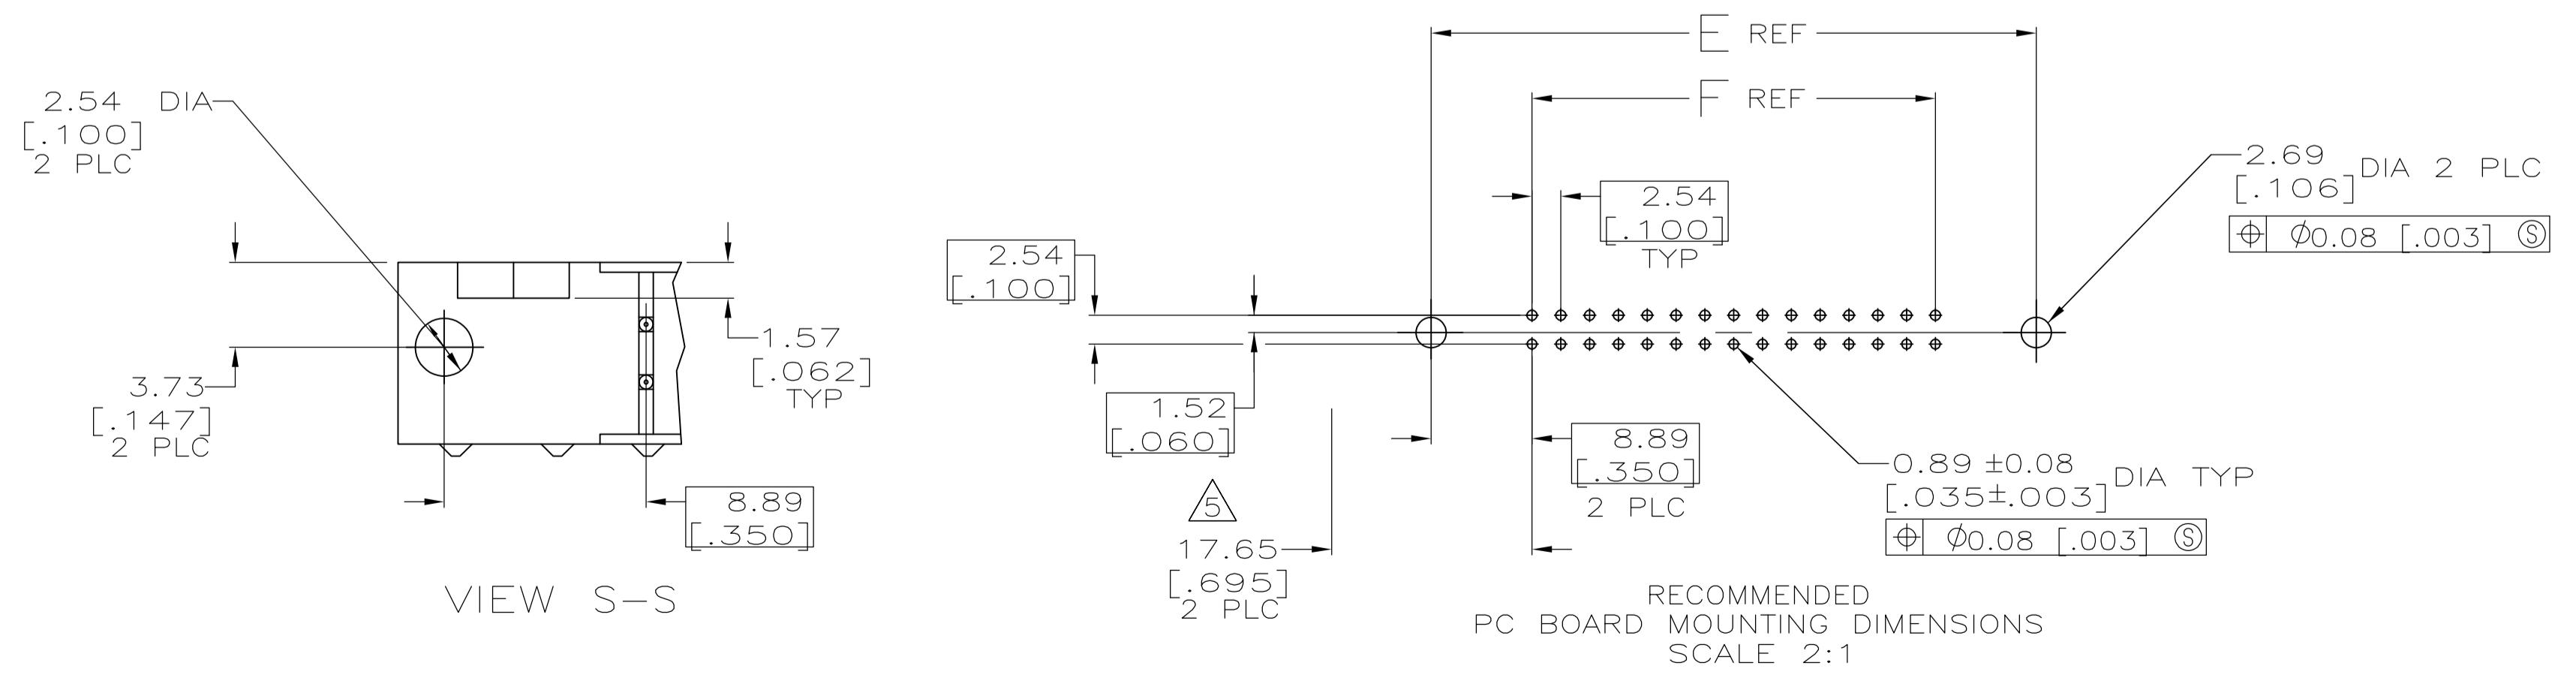 2.54 DIA
[.100]
2 PLC
3.73
[.147]
2 PLC
1.57
[.062]
TYP
8.89
[.350]
VIEW S-S
E REF
F REF
2.54
[.100]
TYP
2.54
[.100]
1.52
[.060]
5
17.65
[.695]
2 PLC
8.89
[.350]
2 PLC
2.69
[.106] DIA 2 PLC
⌖ Ø0.08 [.003] Ⓢ
0.89 ±0.08
[.035±.003] DIA TYP
⌖ Ø0.08 [.003] Ⓢ
RECOMMENDED
PC BOARD MOUNTING DIMENSIONS
SCALE 2:1